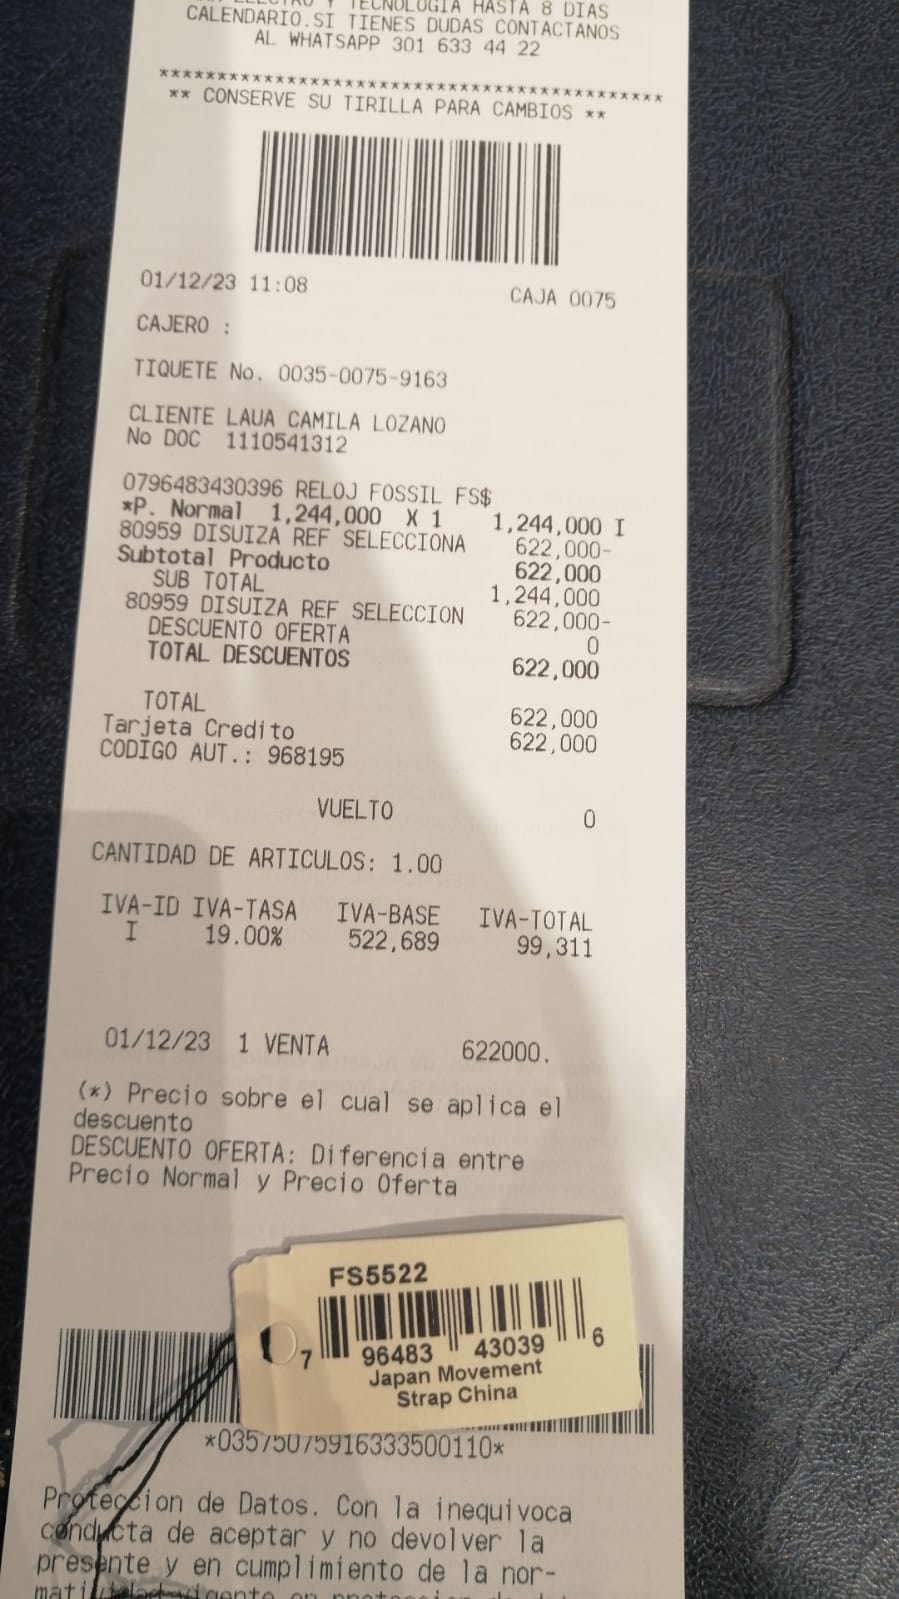 Y TECNOLOGIA HASTA 8 DIAS
CALENDARIO.SI TIENES DUDAS CONTACTANOS
AL WHATSAPP 301 633 44 22
*******************************************
** CONSERVE SU TIRILLA PARA CAMBIOS **
01/12/23 11:08 CAJA 0075
CAJERO :
TIQUETE No. 0035-0075-9163
CLIENTE LAUA CAMILA LOZANO
No DOC 1110541312
0796483430396 RELOJ FOSSIL FS$
*P. Normal 1,244,000 X 1 1,244,000 I
80959 DISUIZA REF SELECCIONA 622,000-
Subtotal Producto 622,000
SUB TOTAL 1,244,000
80959 DISUIZA REF SELECCION 622,000-
DESCUENTO OFERTA 0
TOTAL DESCUENTOS 622,000
TOTAL 622,000
Tarjeta Credito 622,000
CODIGO AUT.: 968195
VUELTO 0
CANTIDAD DE ARTICULOS: 1.00
IVA-ID IVA-TASA IVA-BASE IVA-TOTAL
I 19.00% 522,689 99,311
01/12/23 1 VENTA 622000.
(*) Precio sobre el cual se aplica el
descuento
DESCUENTO OFERTA: Diferencia entre
Precio Normal y Precio Oferta
FS5522
7 96483 43039 6
Japan Movement
Strap China
*03575075916333500110*
Proteccion de Datos. Con la inequivoca
conducta de aceptar y no devolver la
presente y en cumplimiento de la nor-